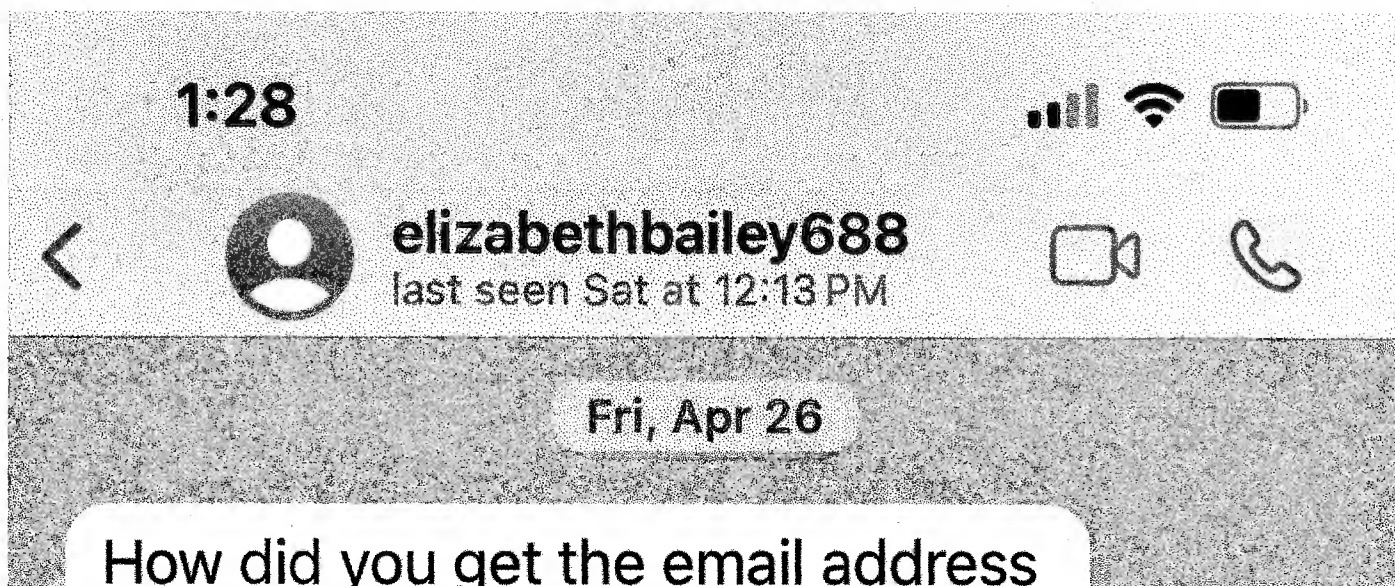 1:28
elizabethbailey688
last seen Sat at 12:13 PM
Fri, Apr 26
How did you get the email address